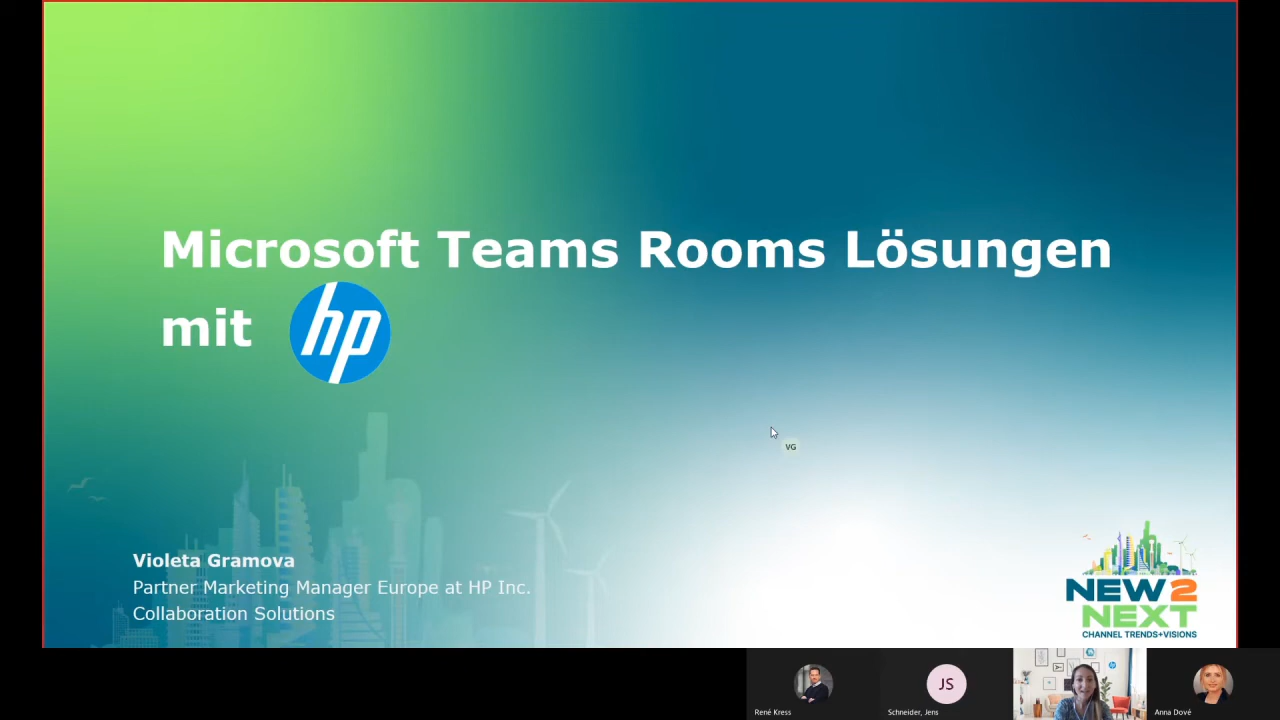 Microsoft Teams Rooms Lösungen
mit hp
VG
Violeta Gramova
Partner Marketing Manager Europe at HP Inc.
Collaboration Solutions
NEW 2
NEXT
CHANNEL TRENDS+VISIONS
René Kress
JS
Schneider, Jens
Anna Dové